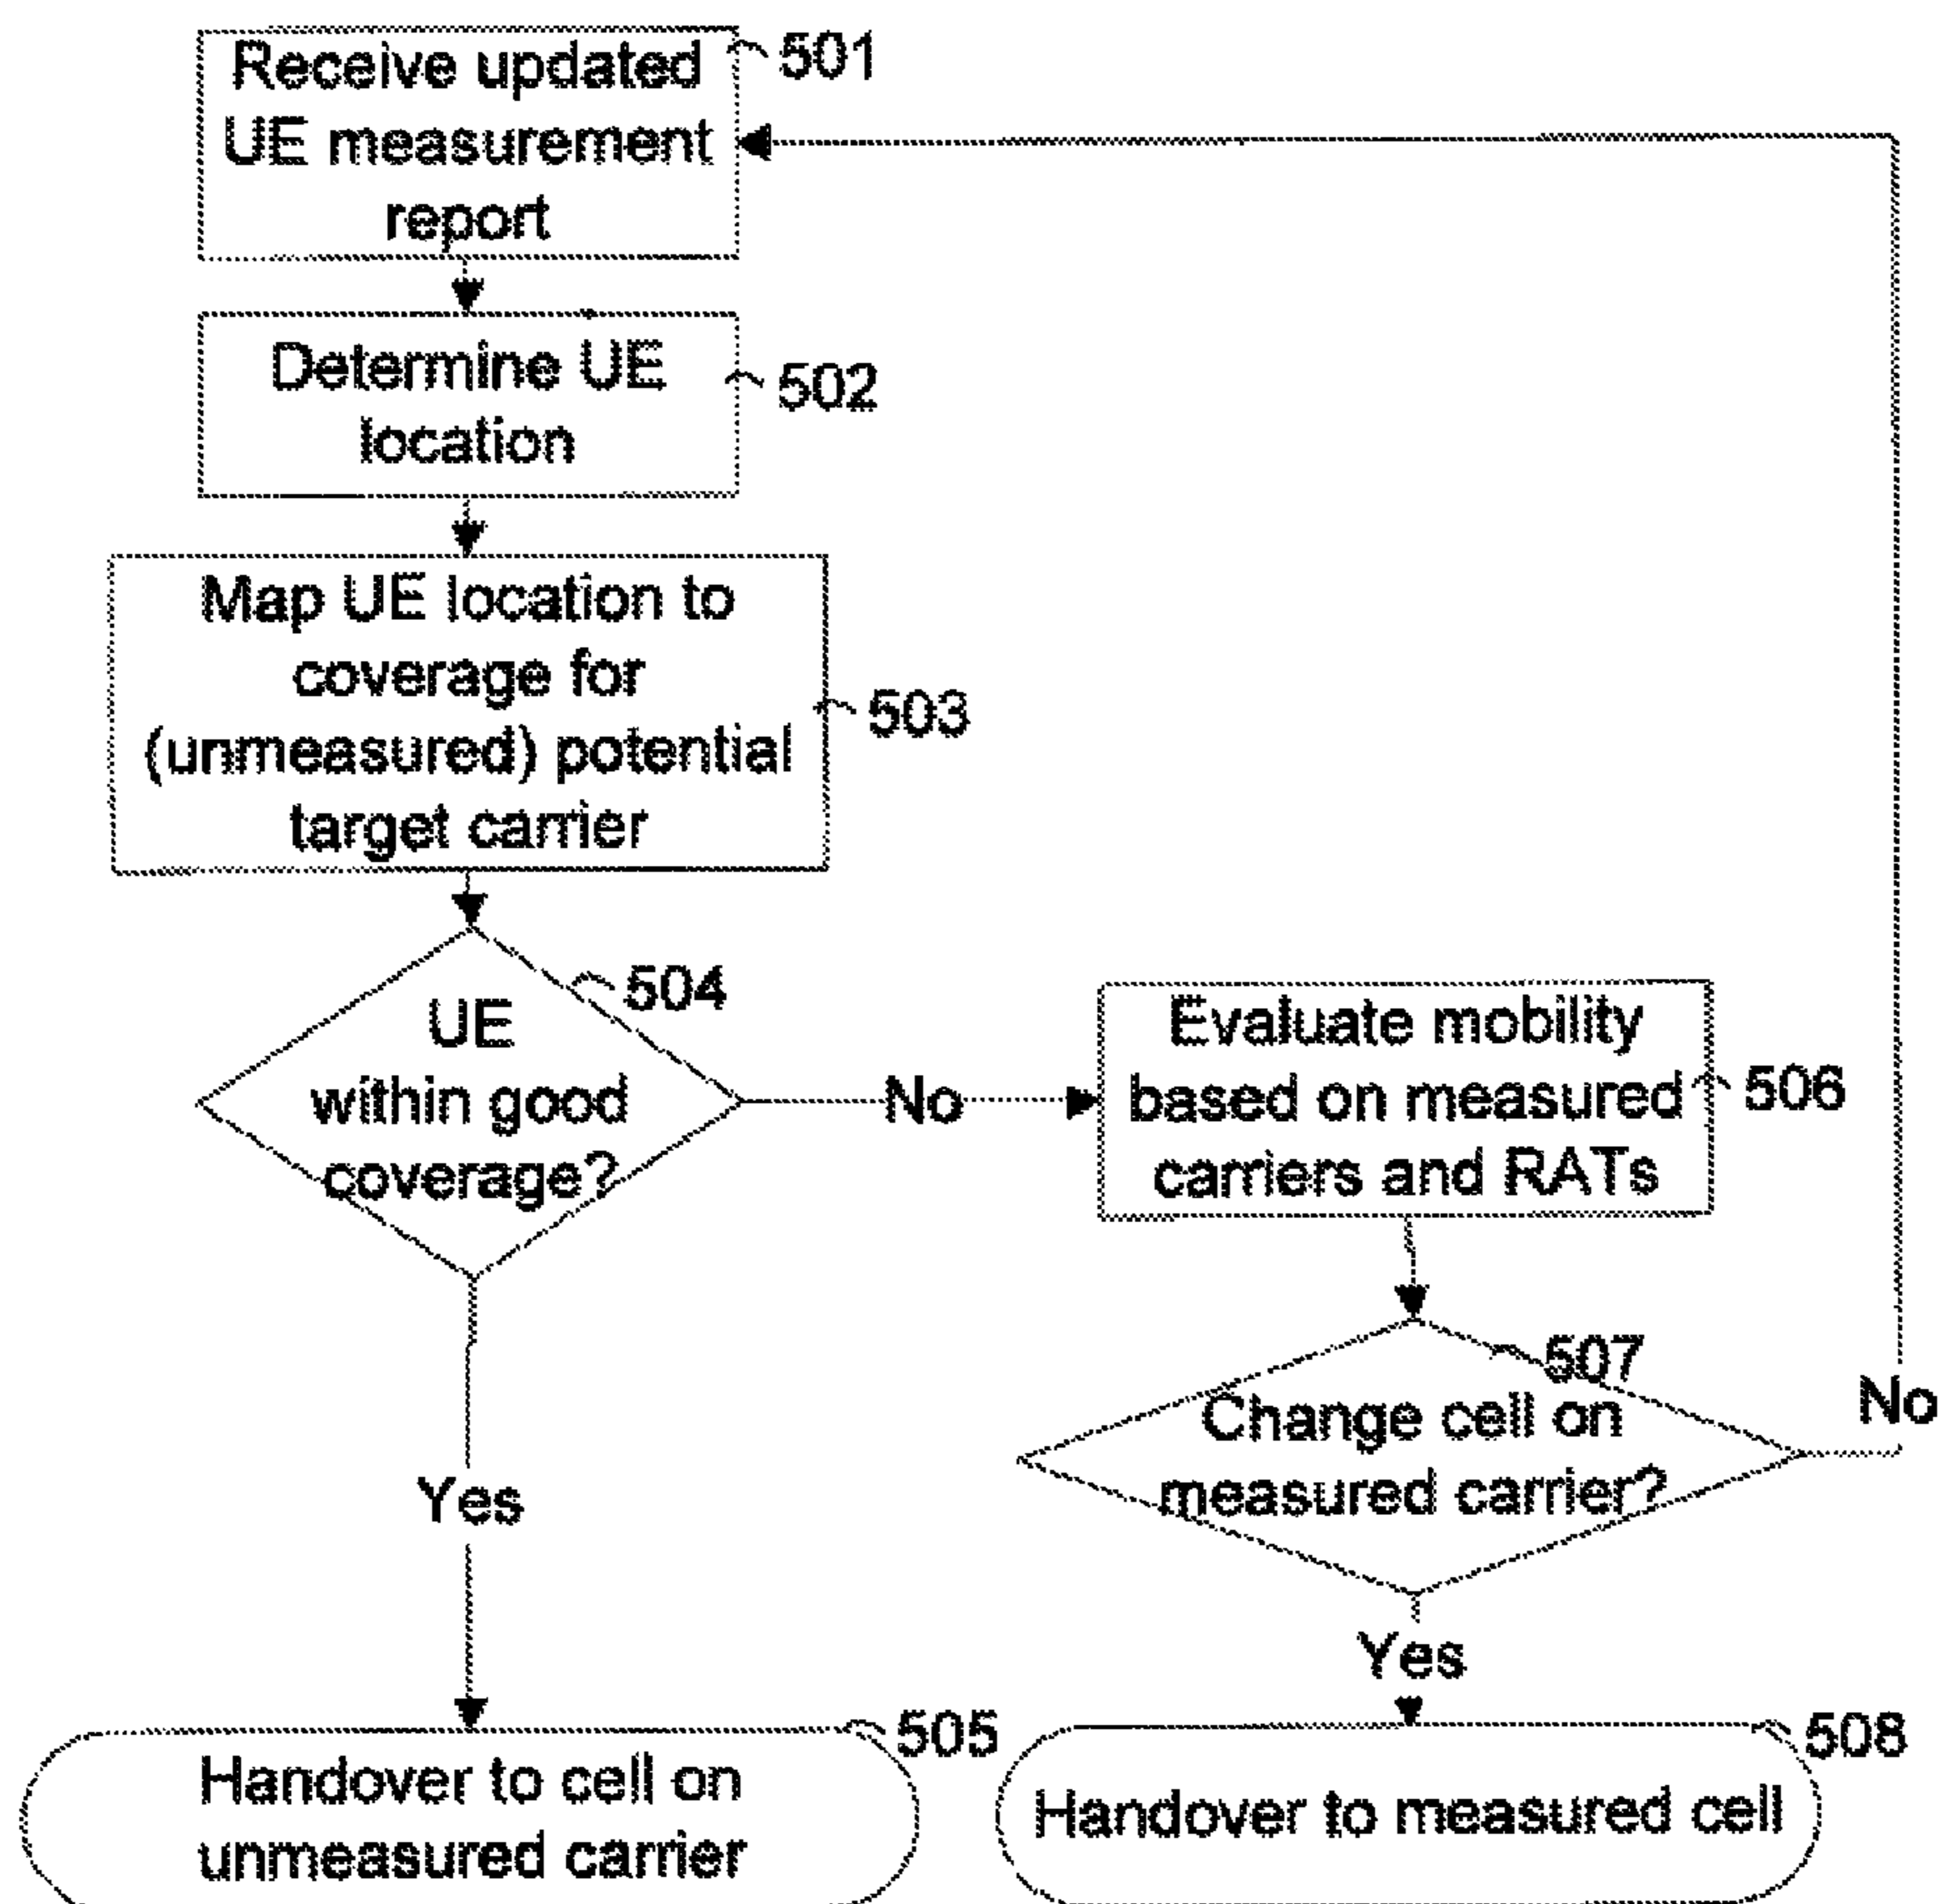 Receive updated
UE measurement
report
501
Determine UE
location
502
Map UE location to
coverage for
(unmeasured) potential
target carrier
503
504
UE
within good
coverage?
No
Evaluate mobility
based on measured
carriers and RATs
506
507
Change cell on
measured carrier?
No
Yes
Yes
505
Handover to cell on
unmeasured carrier
508
Handover to measured cell